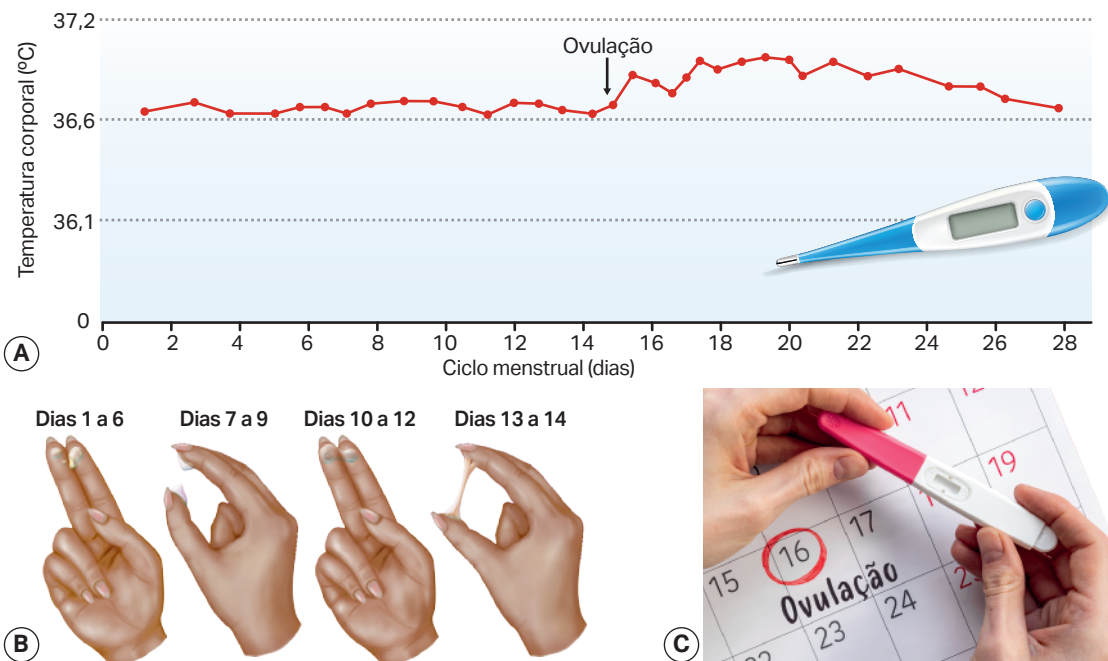 37,2
Ovulação
36,6
36,1
0
Temperatura corporal (ºC)
0 2 4 6 8 10 12 14 16 18 20 22 24 26 28
Ciclo menstrual (dias)
A
Dias 1 a 6 Dias 7 a 9 Dias 10 a 12 Dias 13 a 14
B
11 12
19
15 16 17
Ovulação
22 23 24
C